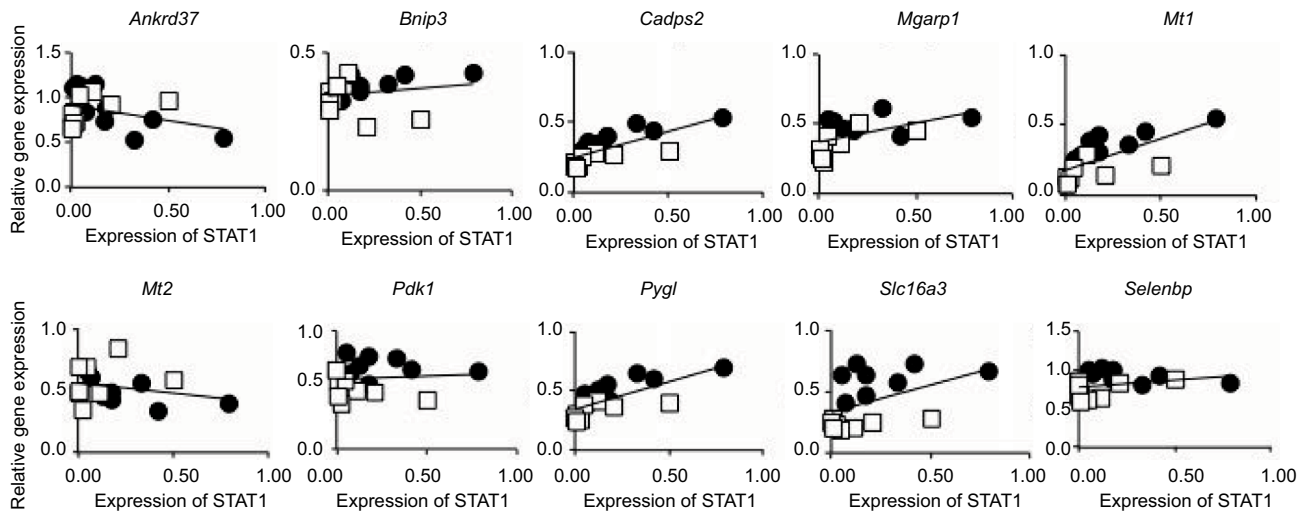 Ankrd37 Bnip3 Cadps2 Mgarp1 Mt1
Relative gene expression
1.5 1.0 0.5 0.0
0.5 0.0
1.0 0.5 0.0
1.0 0.5 0.0
1.0 0.5 0.0
0.00 0.50 1.00 0.00 0.50 1.00 0.00 0.50 1.00 0.00 0.50 1.00 0.00 0.50 1.00
Expression of STAT1 Expression of STAT1 Expression of STAT1 Expression of STAT1 Expression of STAT1
Mt2 Pdk1 Pygl Slc16a3 Selenbp
Relative gene expression
1.0 0.5 0.0
1.0 0.5 0.0
1.0 0.5 0.0
1.0 0.5 0.0
1.5 1.0 0.5 0.0
0.00 0.50 1.00 0.00 0.50 1.00 0.00 0.50 1.00 0.00 0.50 1.00 0.00 0.50 1.00
Expression of STAT1 Expression of STAT1 Expression of STAT1 Expression of STAT1 Expression of STAT1